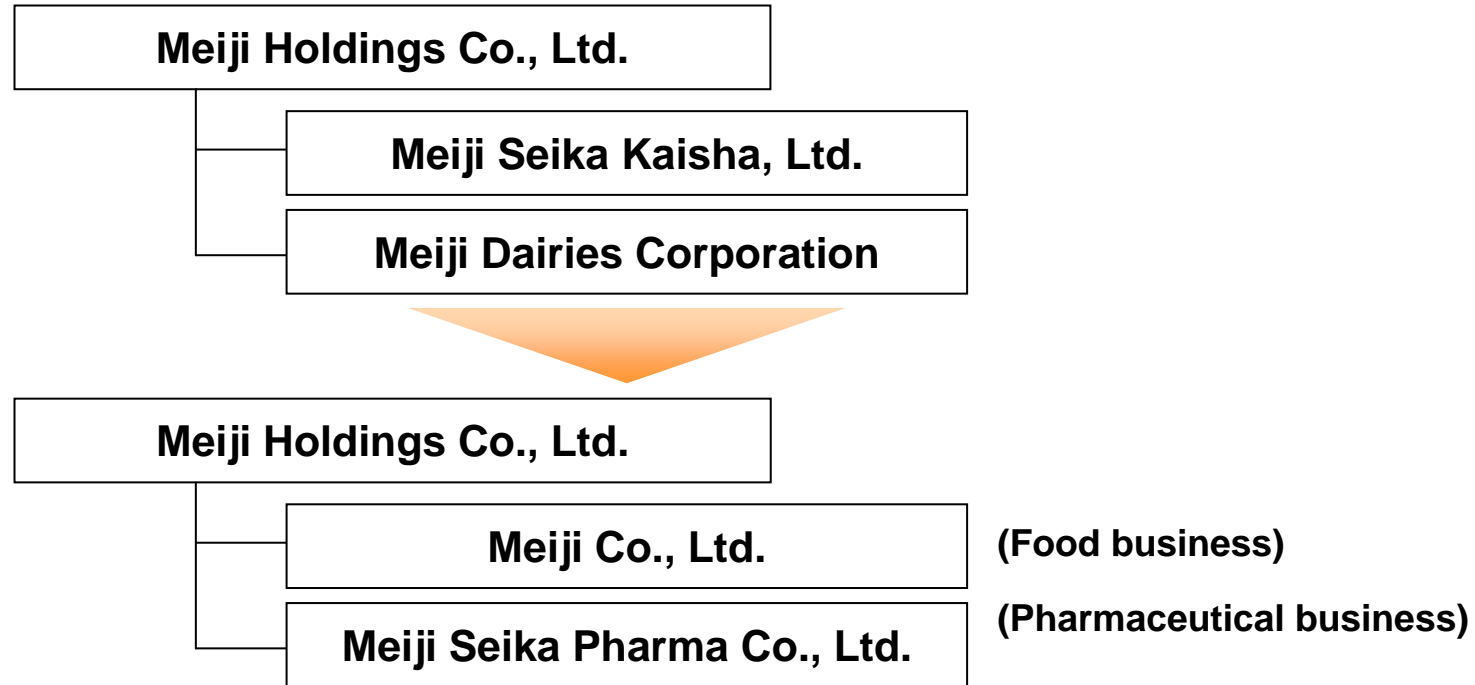 Meiji Holdings Co., Ltd.
Meiji Seika Kaisha, Ltd.
Meiji Dairies Corporation
Meiji Holdings Co., Ltd.
Meiji Co., Ltd.
(Food business)
Meiji Seika Pharma Co., Ltd.
(Pharmaceutical business)